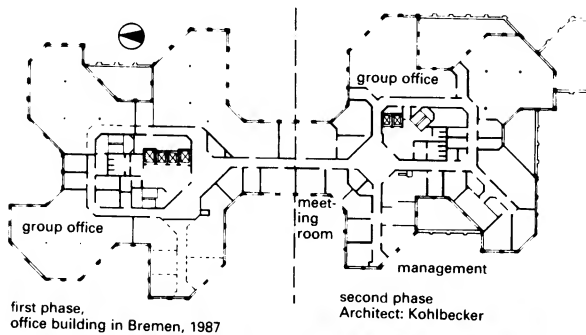 group office
group office
meet-
ing
room
management
first phase,
office building in Bremen, 1987
second phase
Architect: Kohlbecker